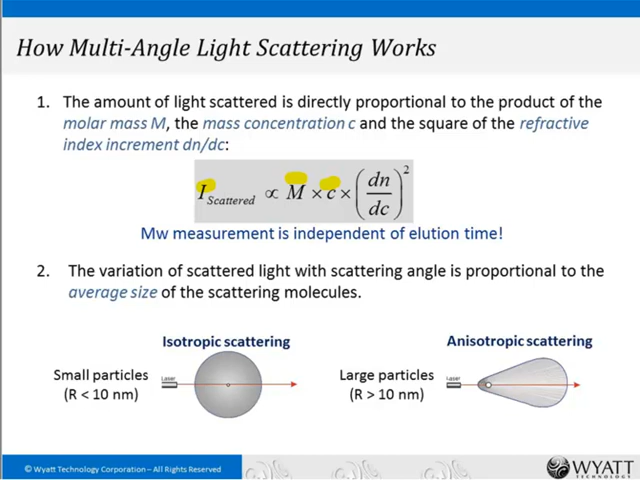 How Multi-Angle Light Scattering Works
1. The amount of light scattered is directly proportional to the product of the
molar mass M, the mass concentration c and the square of the refractive
index increment dn/dc:
I_Scattered ∝ M × c × (dn/dc)^2
Mw measurement is independent of elution time!
2. The variation of scattered light with scattering angle is proportional to the
average size of the scattering molecules.
Isotropic scattering
Small particles
(R < 10 nm)
Laser
Anisotropic scattering
Large particles
(R > 10 nm)
Laser
© Wyatt Technology Corporation – All Rights Reserved
WYATT
TECHNOLOGY